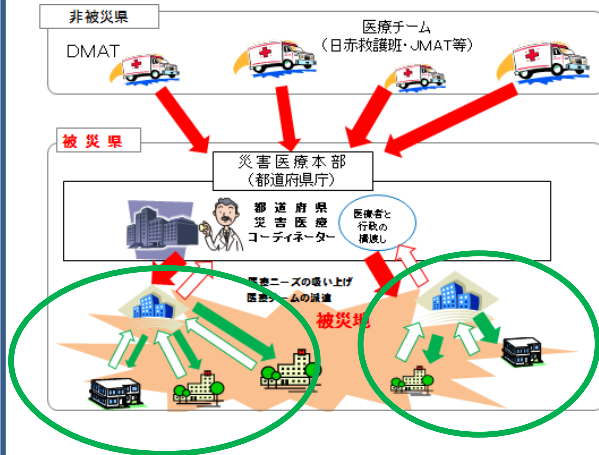 非被災県
DMAT
医療チーム
（日赤救護班・JMAT等）
被災県
災害医療本部
（都道府県庁）
都道府県
災害医療
コーディネーター
医療者と
行政の
橋渡し
医療ニーズの吸い上げ
医療チームの派遣
被災地